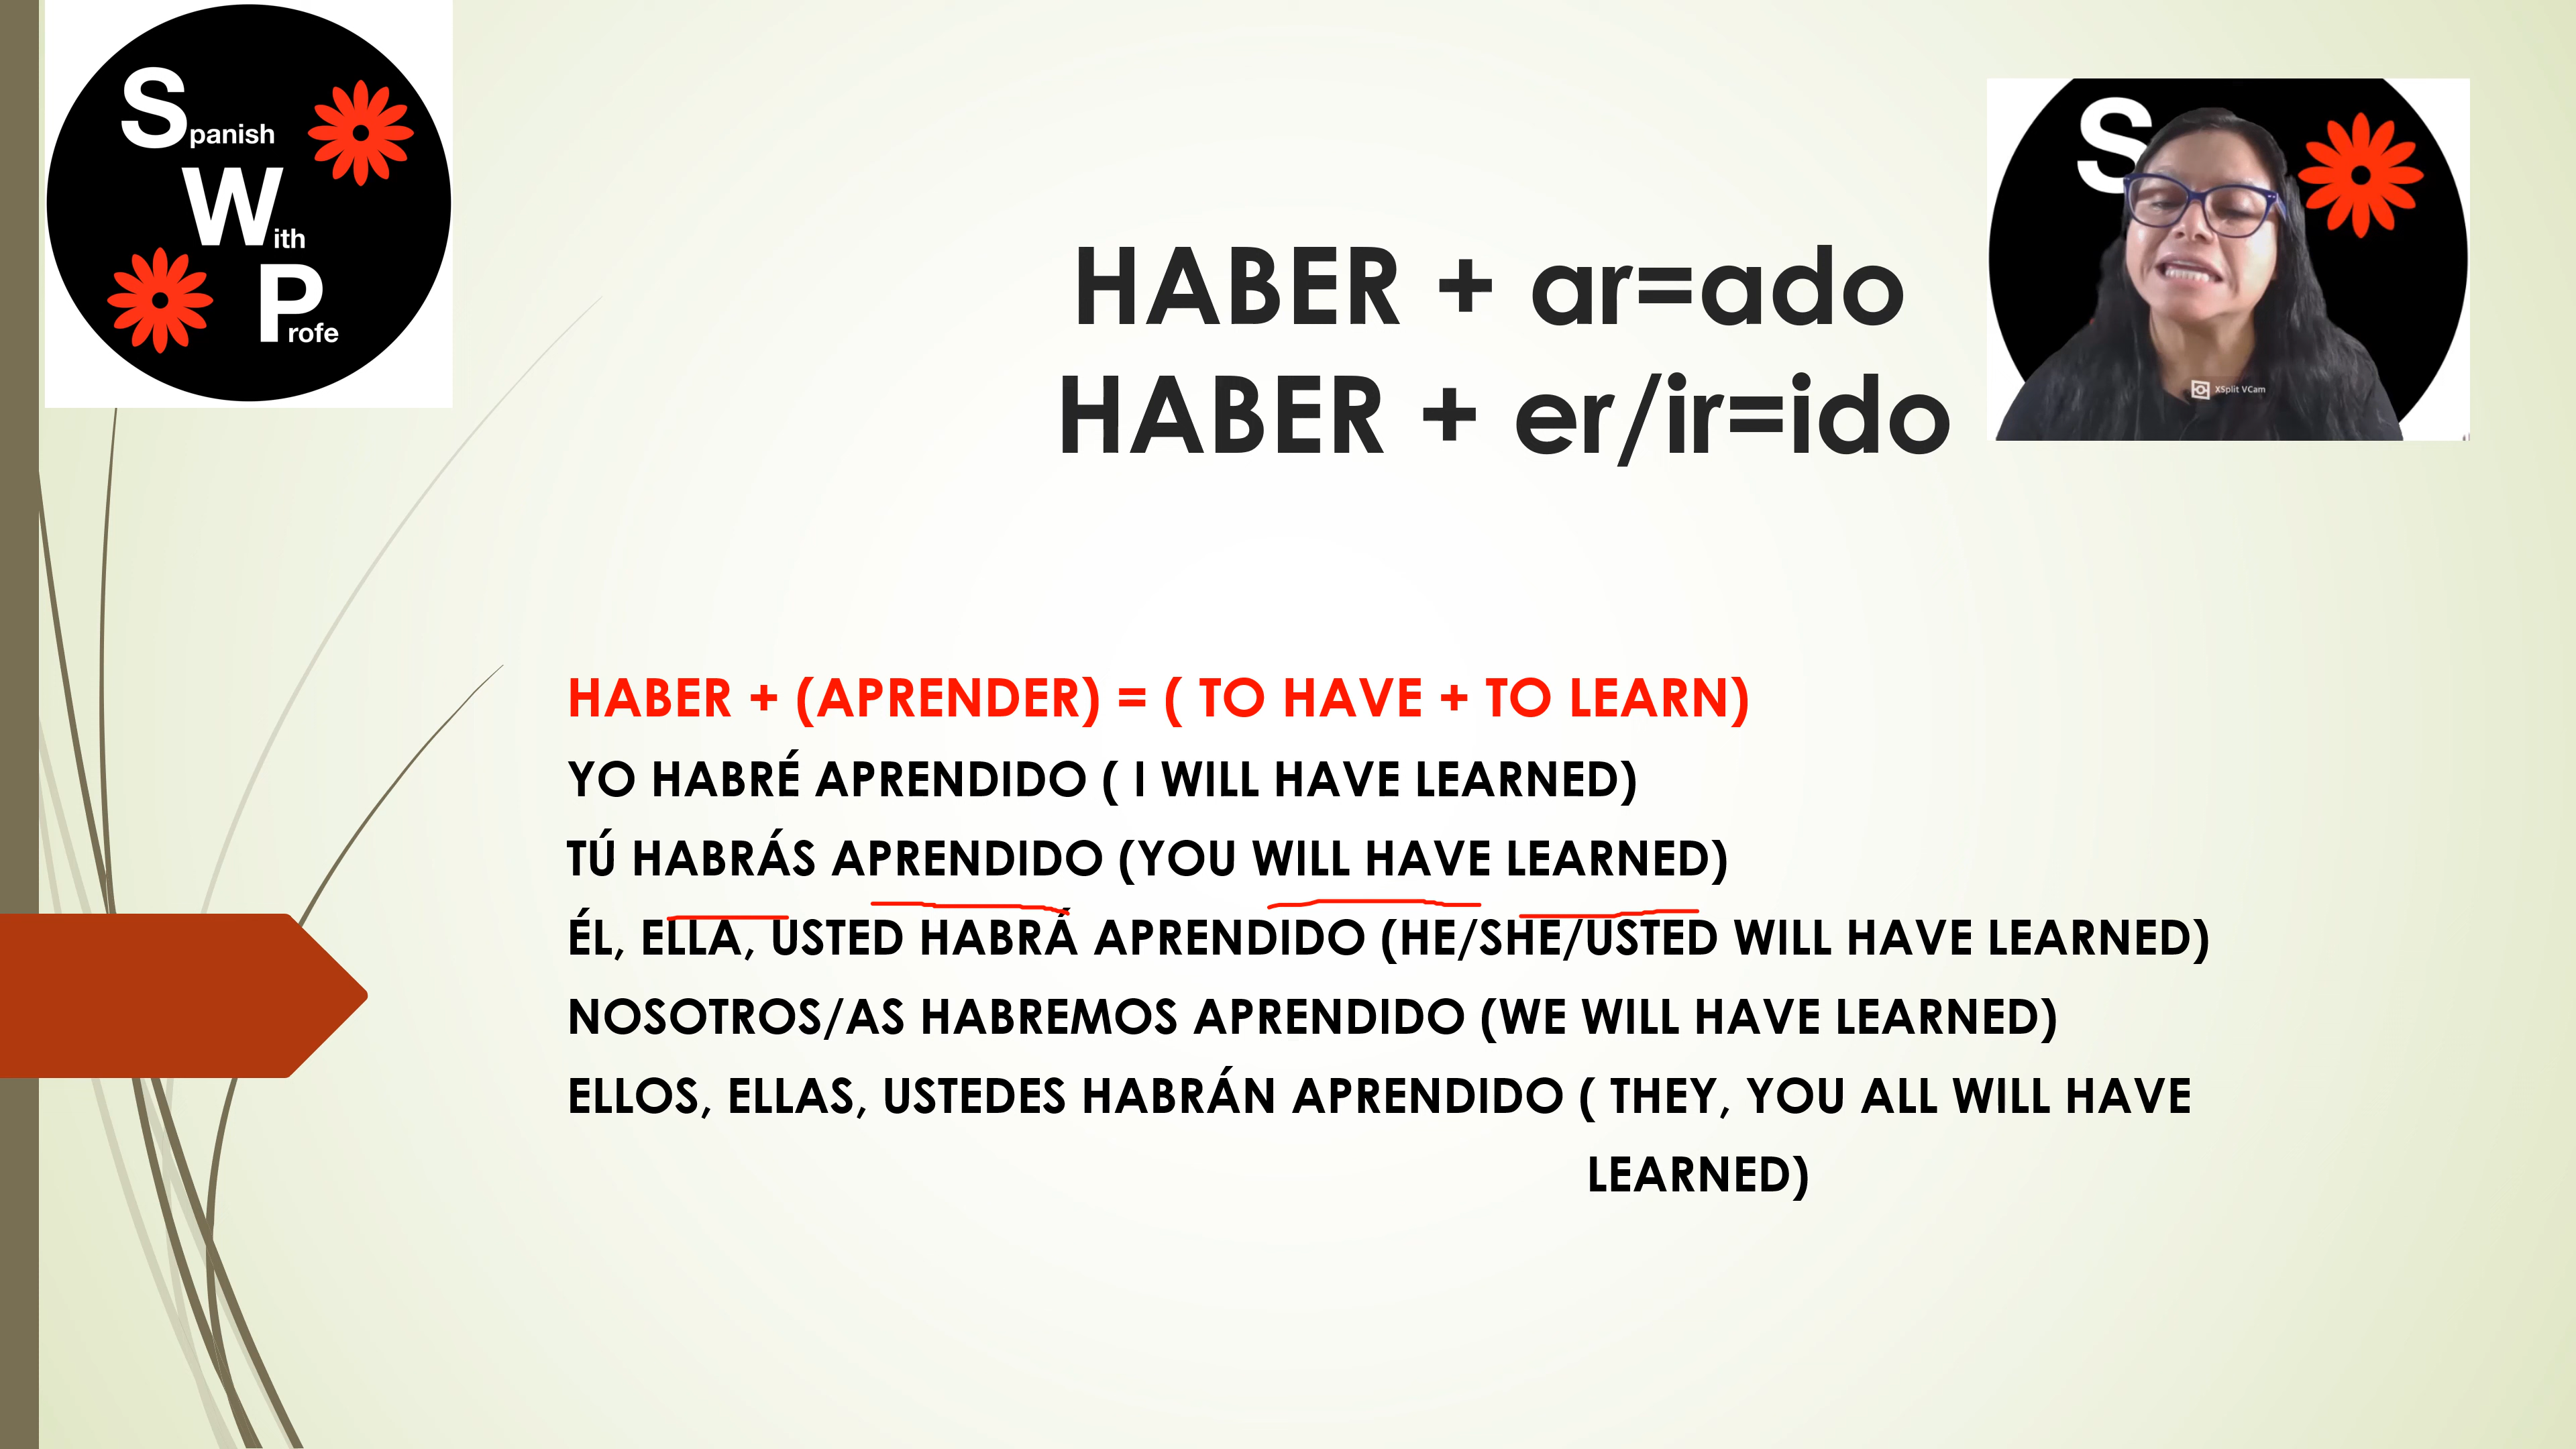 Spanish
With
Profe
S
XSplit VCam
HABER + ar=ado
HABER + er/ir=ido
HABER + (APRENDER) = ( TO HAVE + TO LEARN)
YO HABRÉ APRENDIDO ( I WILL HAVE LEARNED)
TÚ HABRÁS APRENDIDO (YOU WILL HAVE LEARNED)
ÉL, ELLA, USTED HABRÁ APRENDIDO (HE/SHE/USTED WILL HAVE LEARNED)
NOSOTROS/AS HABREMOS APRENDIDO (WE WILL HAVE LEARNED)
ELLOS, ELLAS, USTEDES HABRÁN APRENDIDO ( THEY, YOU ALL WILL HAVE
LEARNED)